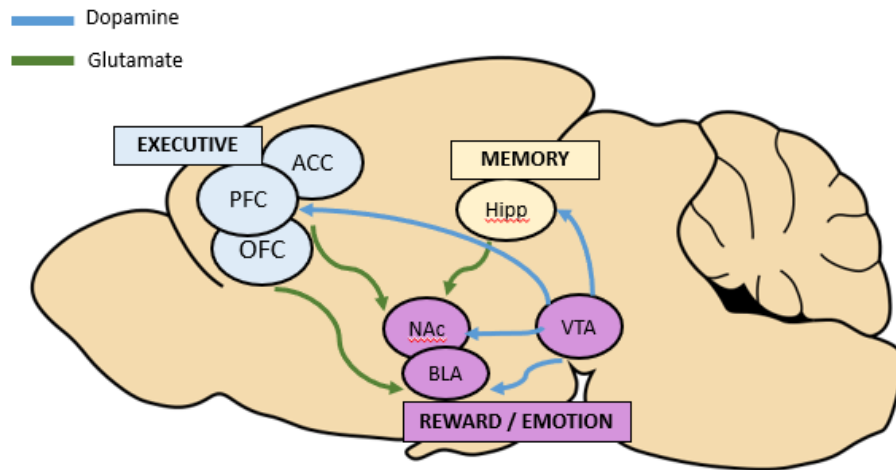 Dopamine
Glutamate
EXECUTIVE
ACC
PFC
OFC
MEMORY
Hipp
NAc
VTA
BLA
REWARD / EMOTION